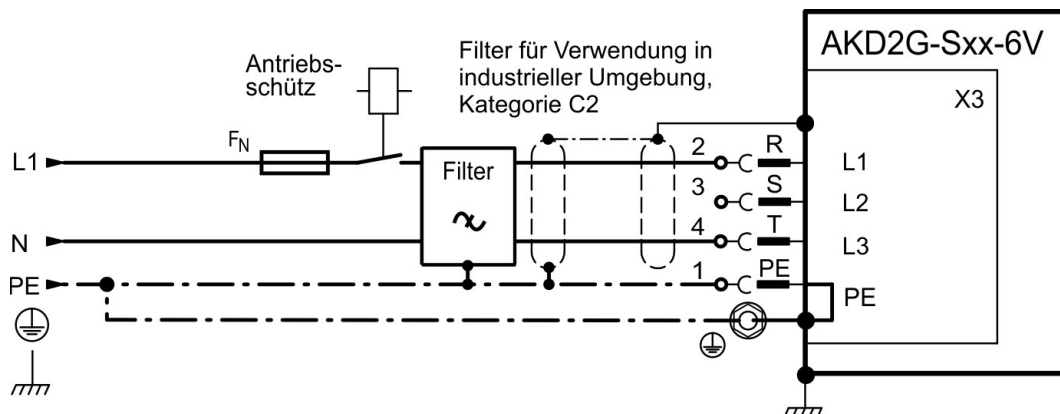 AKD2G-Sxx-6V
X3
Antriebs-
schütz
Filter für Verwendung in
industrieller Umgebung,
Kategorie C2
L1
FN
Filter
2
R
L1
3
S
L2
N
4
T
L3
PE
1
PE
PE